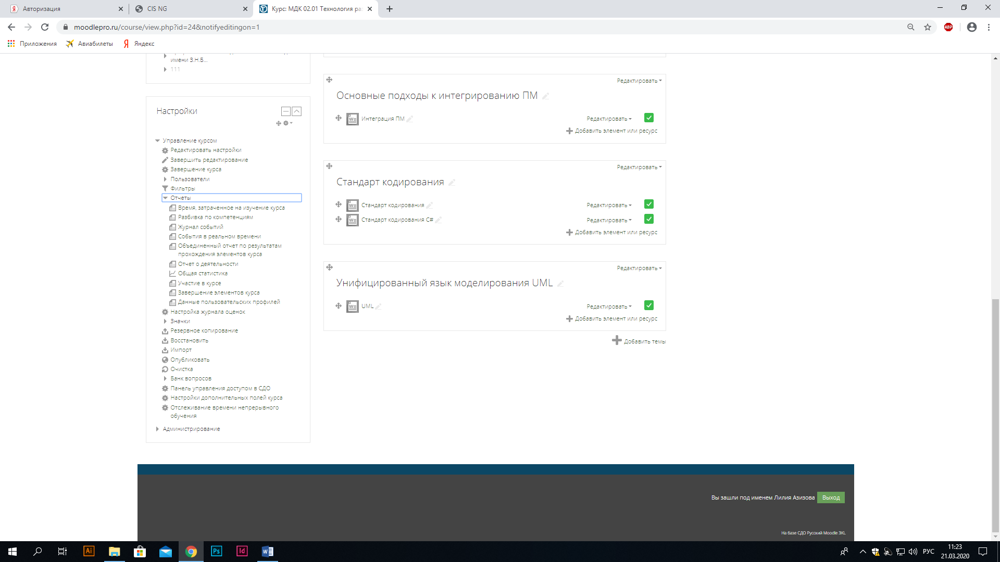 Авторизация
CIS NG
Курс: МДК 02.01 Технология ра
moodlepro.ru/course/view.php?id=24&notifyeditingon=1
ABP
Приложения
Авиабилеты
Яндекс
имени З.Н.Б...
111
Настройки
Управление курсом
Редактировать настройки
Завершить редактирование
Завершение курса
Пользователи
Фильтры
Отчеты
Время, затраченное на изучение курса
Разбивка по компетенциям
Журнал событий
События в реальном времени
Объединенный отчет по результатам
прохождения элементов курса
Отчет о деятельности
Общая статистика
Участие в курсе
Завершение элементов курса
Данные пользовательских профилей
Настройка журнала оценок
Значки
Резервное копирование
Восстановить
Импорт
Опубликовать
Очистка
Банк вопросов
Панель управления доступом в СДО
Настройки дополнительных полей курса
Отслеживание времени непрерывного
обучения
Администрирование
Редактировать
Основные подходы к интегрированию ПМ
Интеграция ПМ
Редактировать
Добавить элемент или ресурс
Редактировать
Стандарт кодирования
Стандарт кодирования
Редактировать
Стандарт кодирования C#
Редактировать
Добавить элемент или ресурс
Редактировать
Унифицированный язык моделирования UML
UML
Редактировать
Добавить элемент или ресурс
Добавить темы
Вы зашли под именем Лилия Азизова
Выход
На базе СДО Русский Moodle 3KL
Ai
Ps
Id
РУС
11:23
21.03.2020